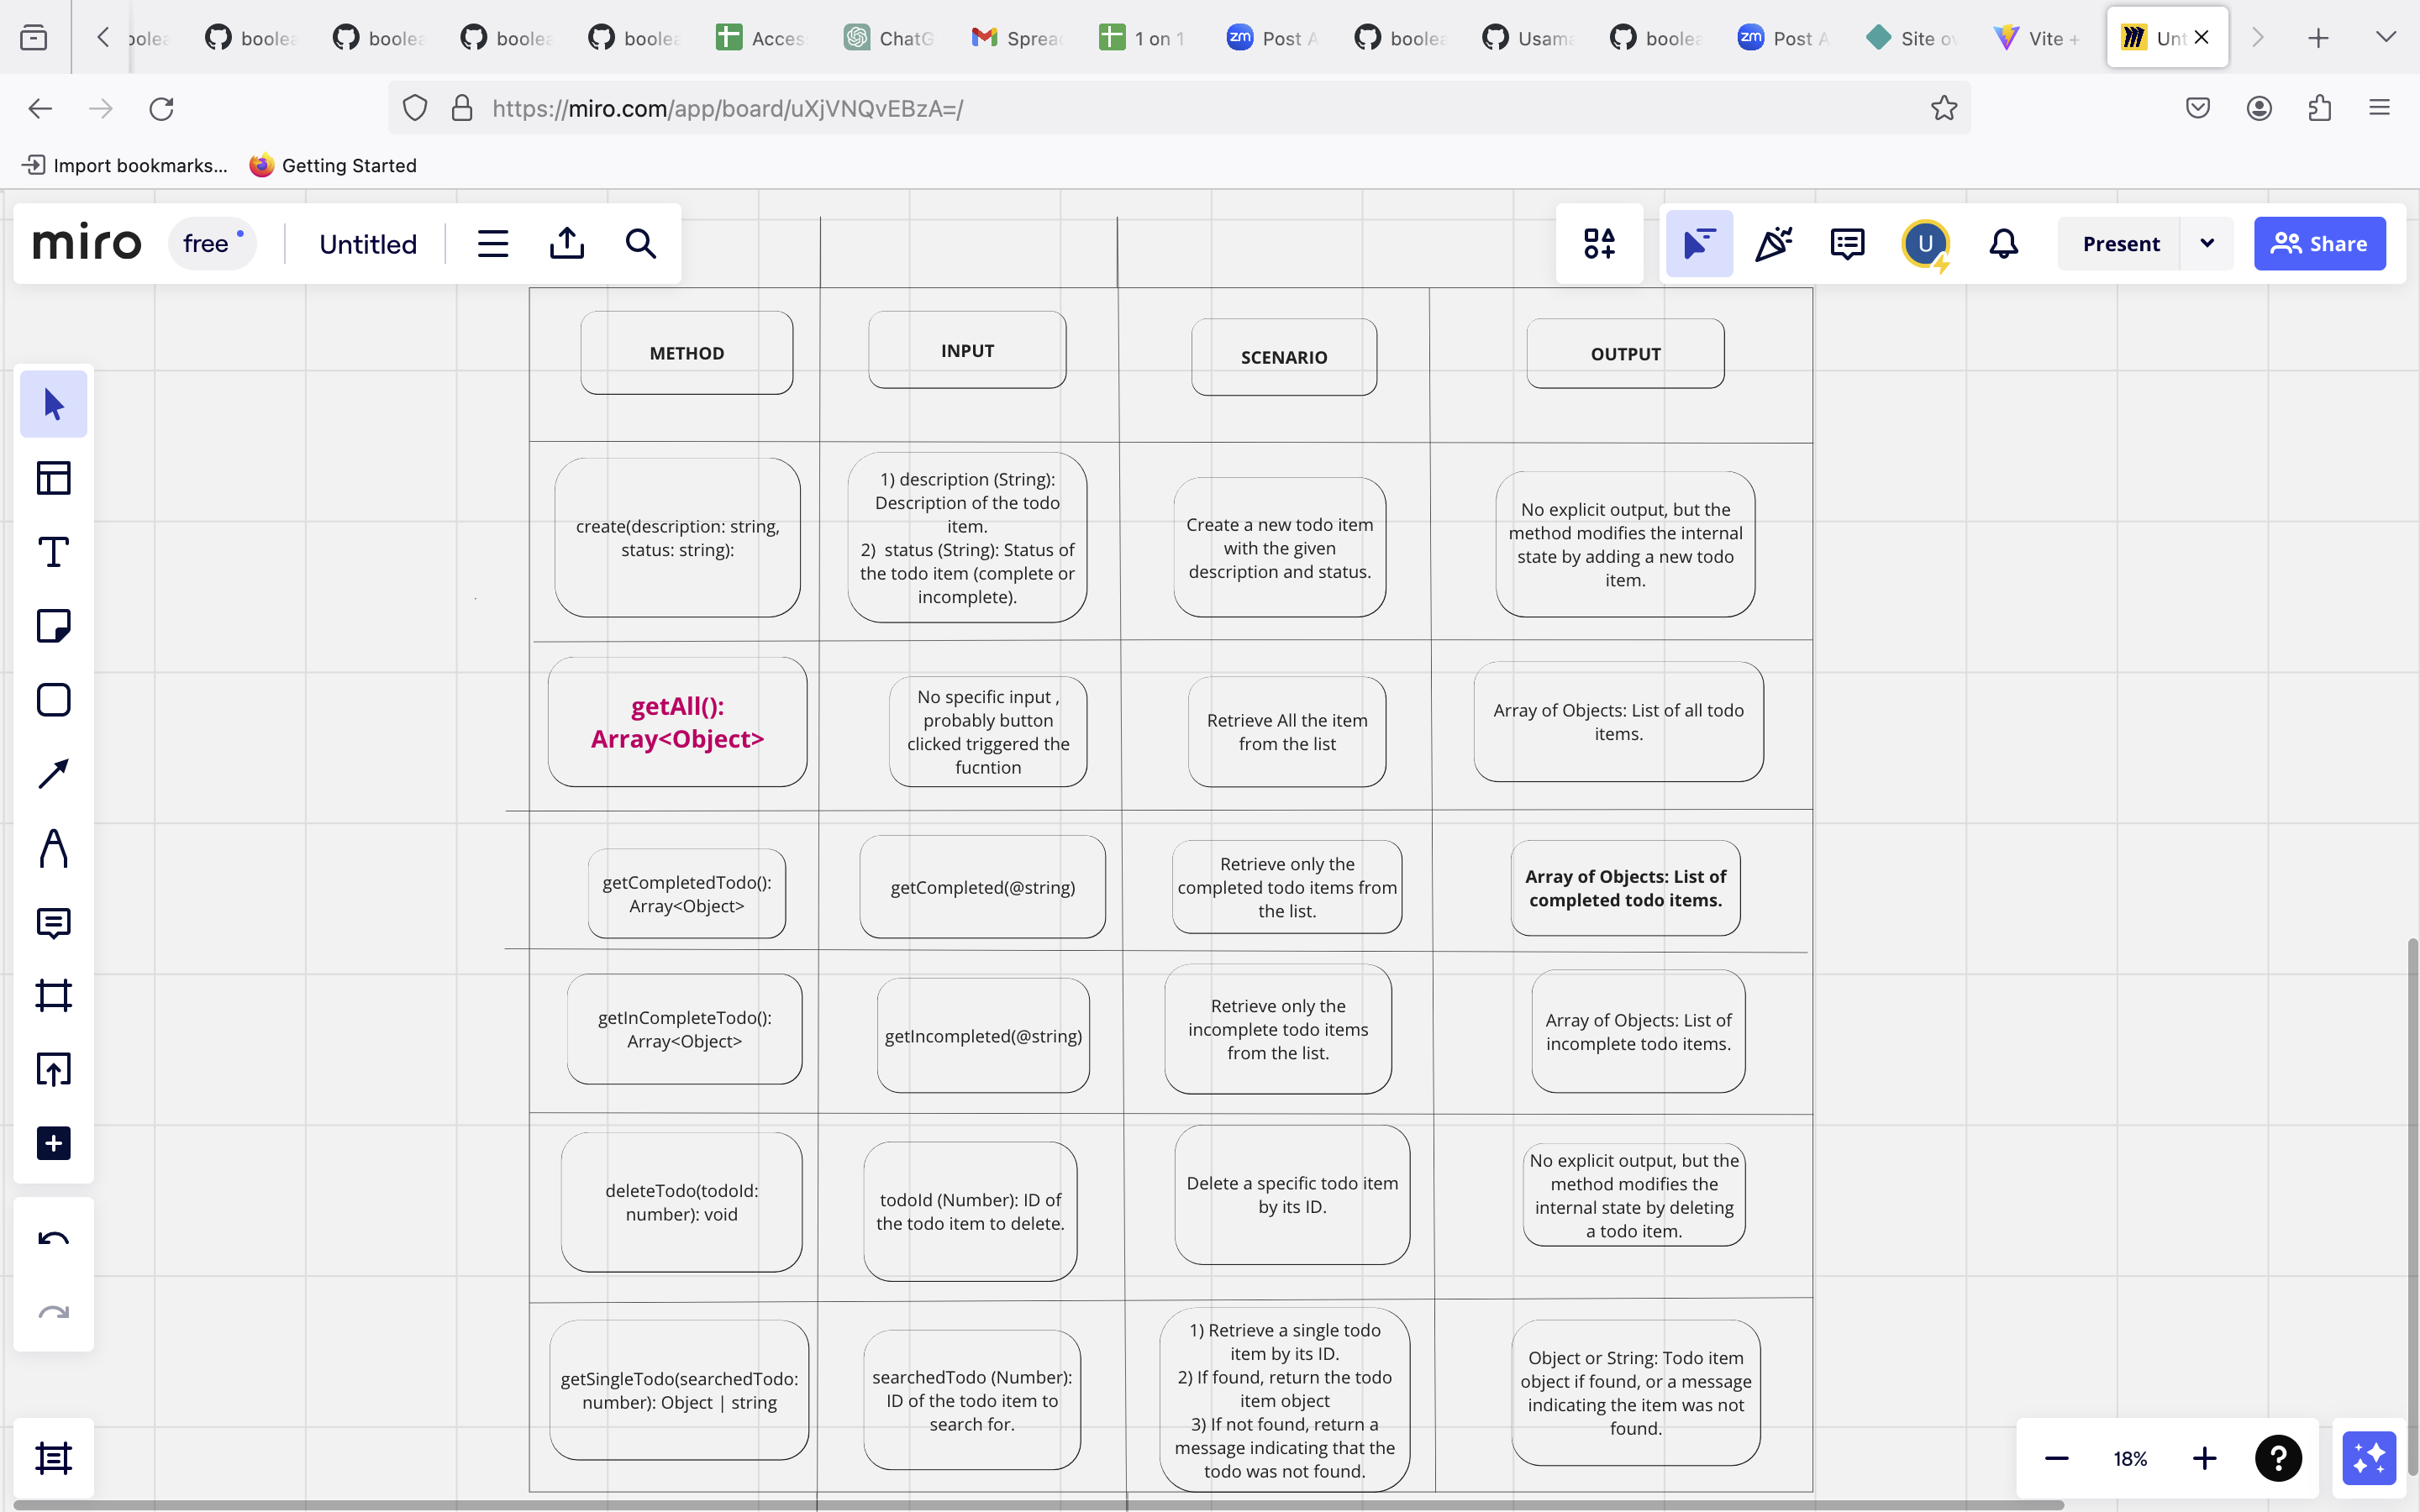 boolea
boolea
boolea
boolea
Acces
ChatG
Sprea
1 on 1
Post A
boolea
Usama
boolea
Post A
Site ov
Vite +
Unt
https://miro.com/app/board/uXjVNQvEBzA=/
Import bookmarks...
Getting Started
miro
free
Untitled
U
Present
Share
METHOD
INPUT
SCENARIO
OUTPUT
create(description: string,
status: string):
1) description (String):
Description of the todo
item.
2) status (String): Status of
the todo item (complete or
incomplete).
Create a new todo item
with the given
description and status.
No explicit output, but the
method modifies the internal
state by adding a new todo
item.
getAll():
Array<Object>
No specific input ,
probably button
clicked triggered the
fucntion
Retrieve All the item
from the list
Array of Objects: List of all todo
items.
getCompletedTodo():
Array<Object>
getCompleted(@string)
Retrieve only the
completed todo items from
the list.
Array of Objects: List of
completed todo items.
getInCompleteTodo():
Array<Object>
getIncompleted(@string)
Retrieve only the
incomplete todo items
from the list.
Array of Objects: List of
incomplete todo items.
deleteTodo(todoId:
number): void
todoId (Number): ID of
the todo item to delete.
Delete a specific todo item
by its ID.
No explicit output, but the
method modifies the
internal state by deleting
a todo item.
getSingleTodo(searchedTodo:
number): Object | string
searchedTodo (Number):
ID of the todo item to
search for.
1) Retrieve a single todo
item by its ID.
2) If found, return the todo
item object
3) If not found, return a
message indicating that the
todo was not found.
Object or String: Todo item
object if found, or a message
indicating the item was not
found.
18%